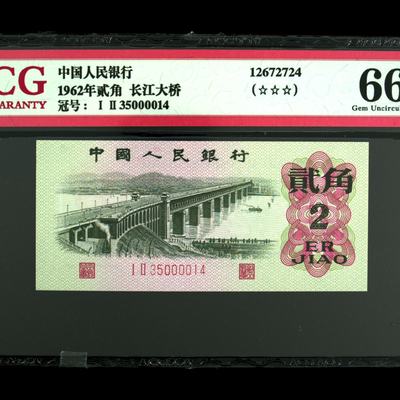 CG
中国人民银行 12672724
66
ARRANTY
1962年贰角 长江大桥 (☆☆☆)
Gem Uncircul
冠号: I II 35000014
中國人民銀行
貳角
2
ER
JIAO
I II 35000014